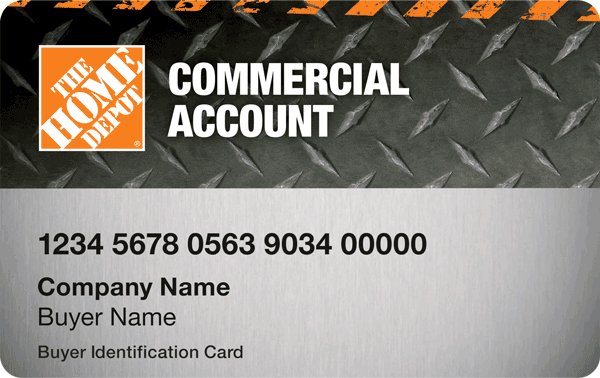 THE
HOME
DEPOT
®
COMMERCIAL
ACCOUNT
1234 5678 0563 9034 00000
Company Name
Buyer Name
Buyer Identification Card